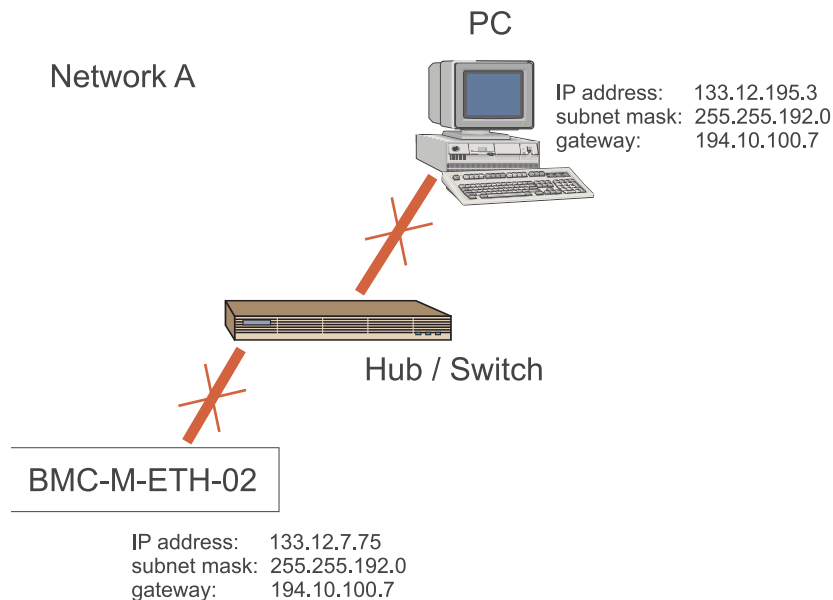 PC
Network A
IP address: 133.12.195.3
subnet mask: 255.255.192.0
gateway: 194.10.100.7
Hub / Switch
BMC-M-ETH-02
IP address: 133.12.7.75
subnet mask: 255.255.192.0
gateway: 194.10.100.7